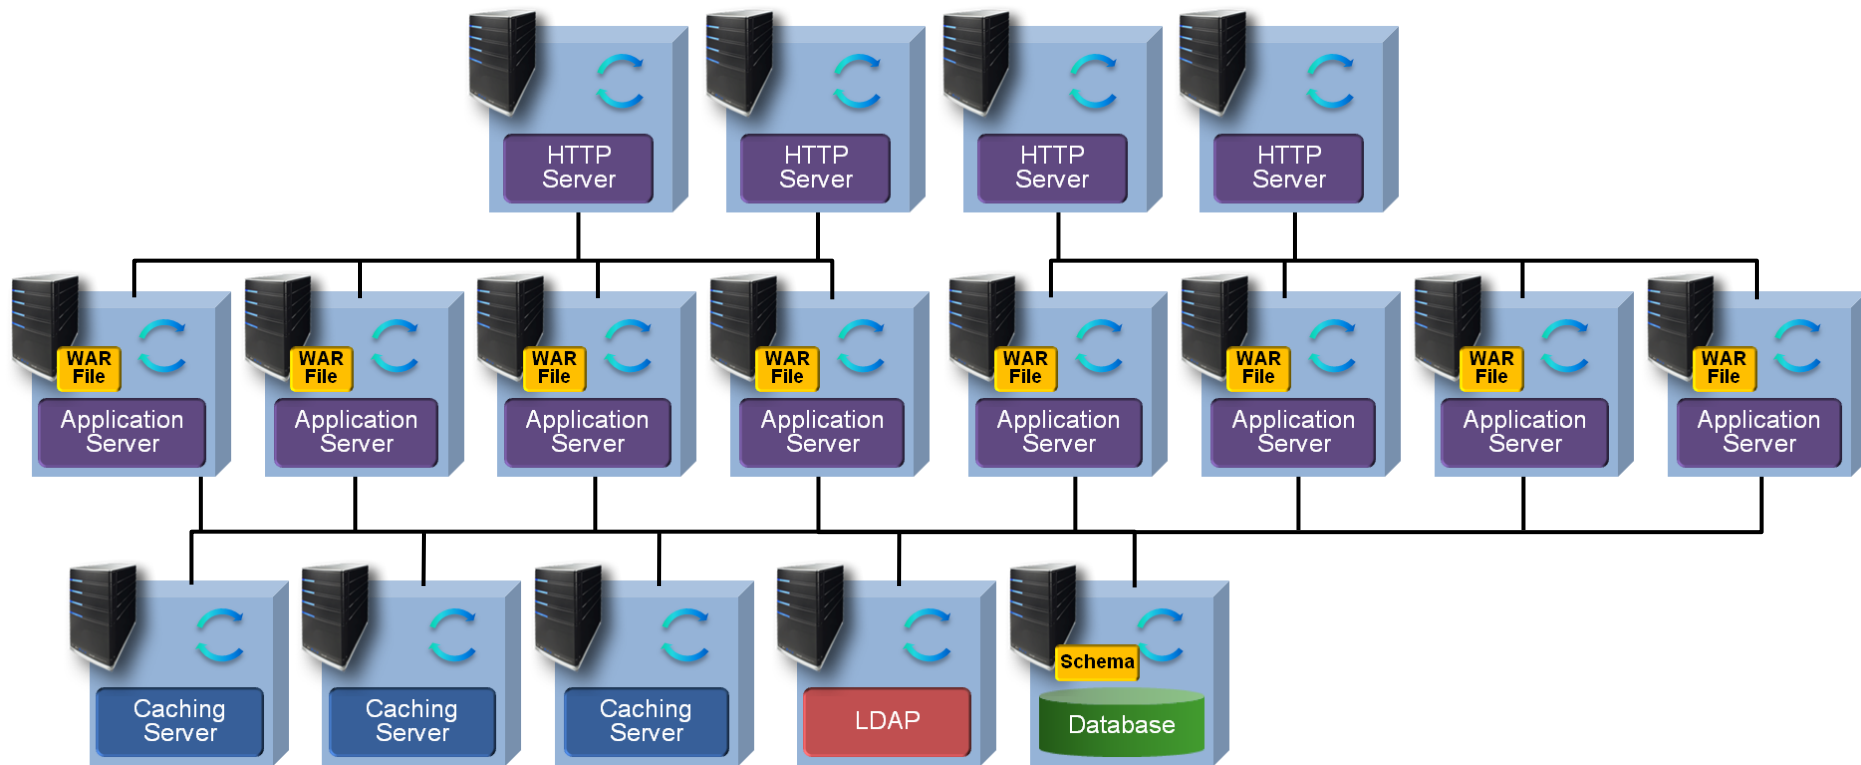 HTTP
Server
HTTP
Server
HTTP
Server
HTTP
Server
WAR
File
Application
Server
WAR
File
Application
Server
WAR
File
Application
Server
WAR
File
Application
Server
WAR
File
Application
Server
WAR
File
Application
Server
WAR
File
Application
Server
WAR
File
Application
Server
Caching
Server
Caching
Server
Caching
Server
LDAP
Schema
Database